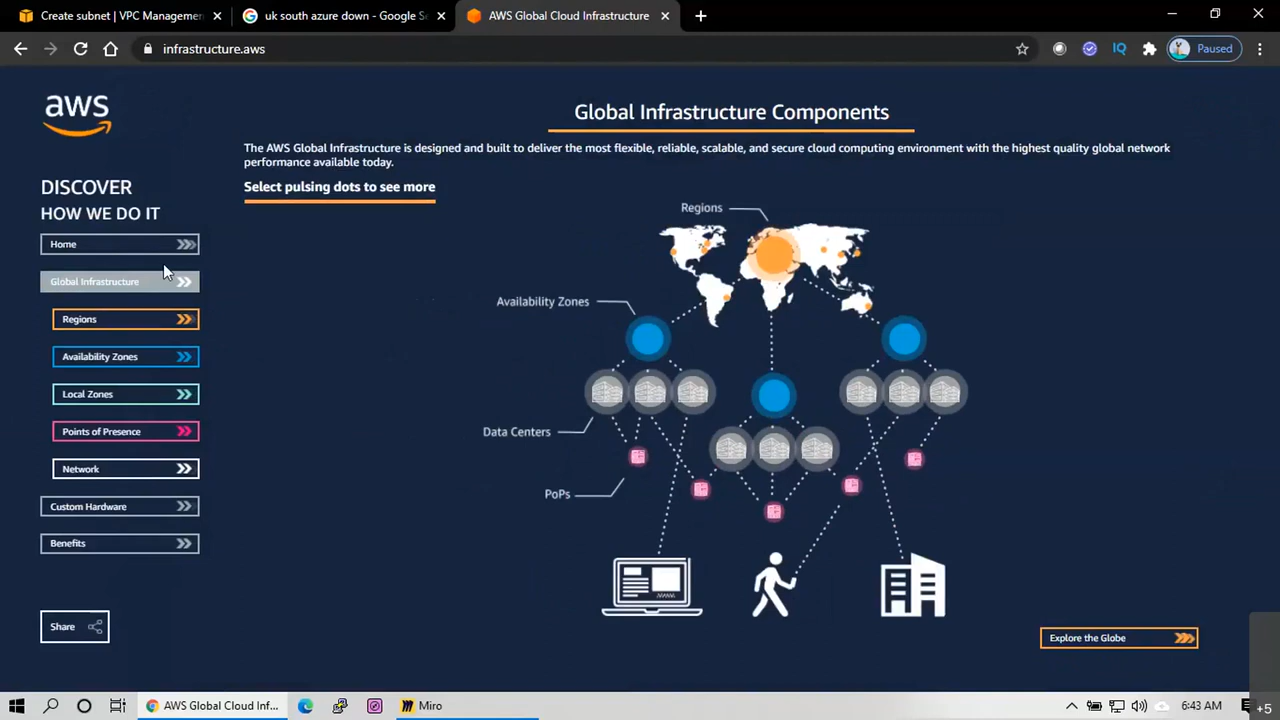 Create subnet | VPC Managemen
uk south azure down - Google Se
AWS Global Cloud Infrastructure
infrastructure.aws
IQ
Paused
aws
Global Infrastructure Components
The AWS Global Infrastructure is designed and built to deliver the most flexible, reliable, scalable, and secure cloud computing environment with the highest quality global network
performance available today.
Select pulsing dots to see more
DISCOVER
HOW WE DO IT
Home
Global Infrastructure
Regions
Availability Zones
Local Zones
Points of Presence
Network
Custom Hardware
Benefits
Share
Regions
Availability Zones
Data Centers
PoPs
Explore the Globe
AWS Global Cloud Inf...
Miro
6:43 AM
+5